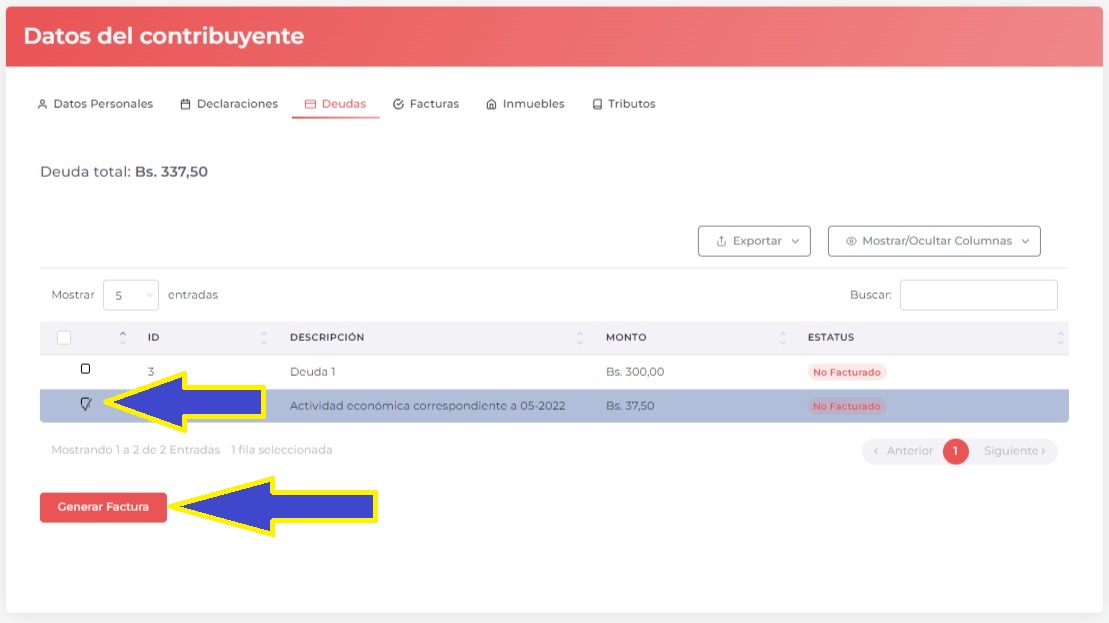 Datos del contribuyente
Datos Personales Declaraciones Deudas Facturas Inmuebles Tributos
Deuda total: Bs. 337,50
Exportar Mostrar/Ocultar Columnas
Mostrar 5 entradas Buscar:
ID DESCRIPCIÓN MONTO ESTATUS
3 Deuda 1 Bs. 300,00 No Facturado
Actividad económica correspondiente a 05-2022 Bs. 37,50 No Facturado
Mostrando 1 a 2 de 2 Entradas 1 fila seleccionada ‹ Anterior 1 Siguiente ›
Generar Factura